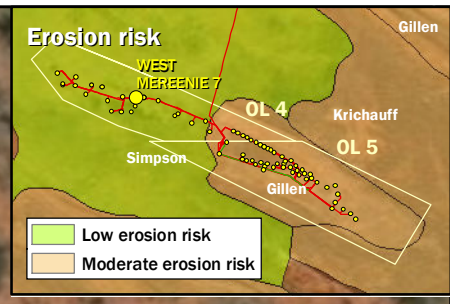 Gillen
Erosion risk
WEST
MEREENIE 7
OL 4
Krichauff
OL 5
Simpson
Gillen
Low erosion risk
Moderate erosion risk